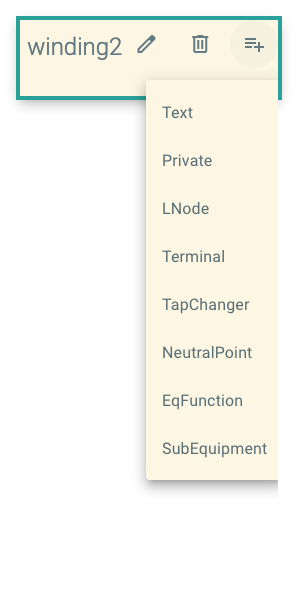 winding2
Text
Private
LNode
Terminal
TapChanger
NeutralPoint
EqFunction
SubEquipment